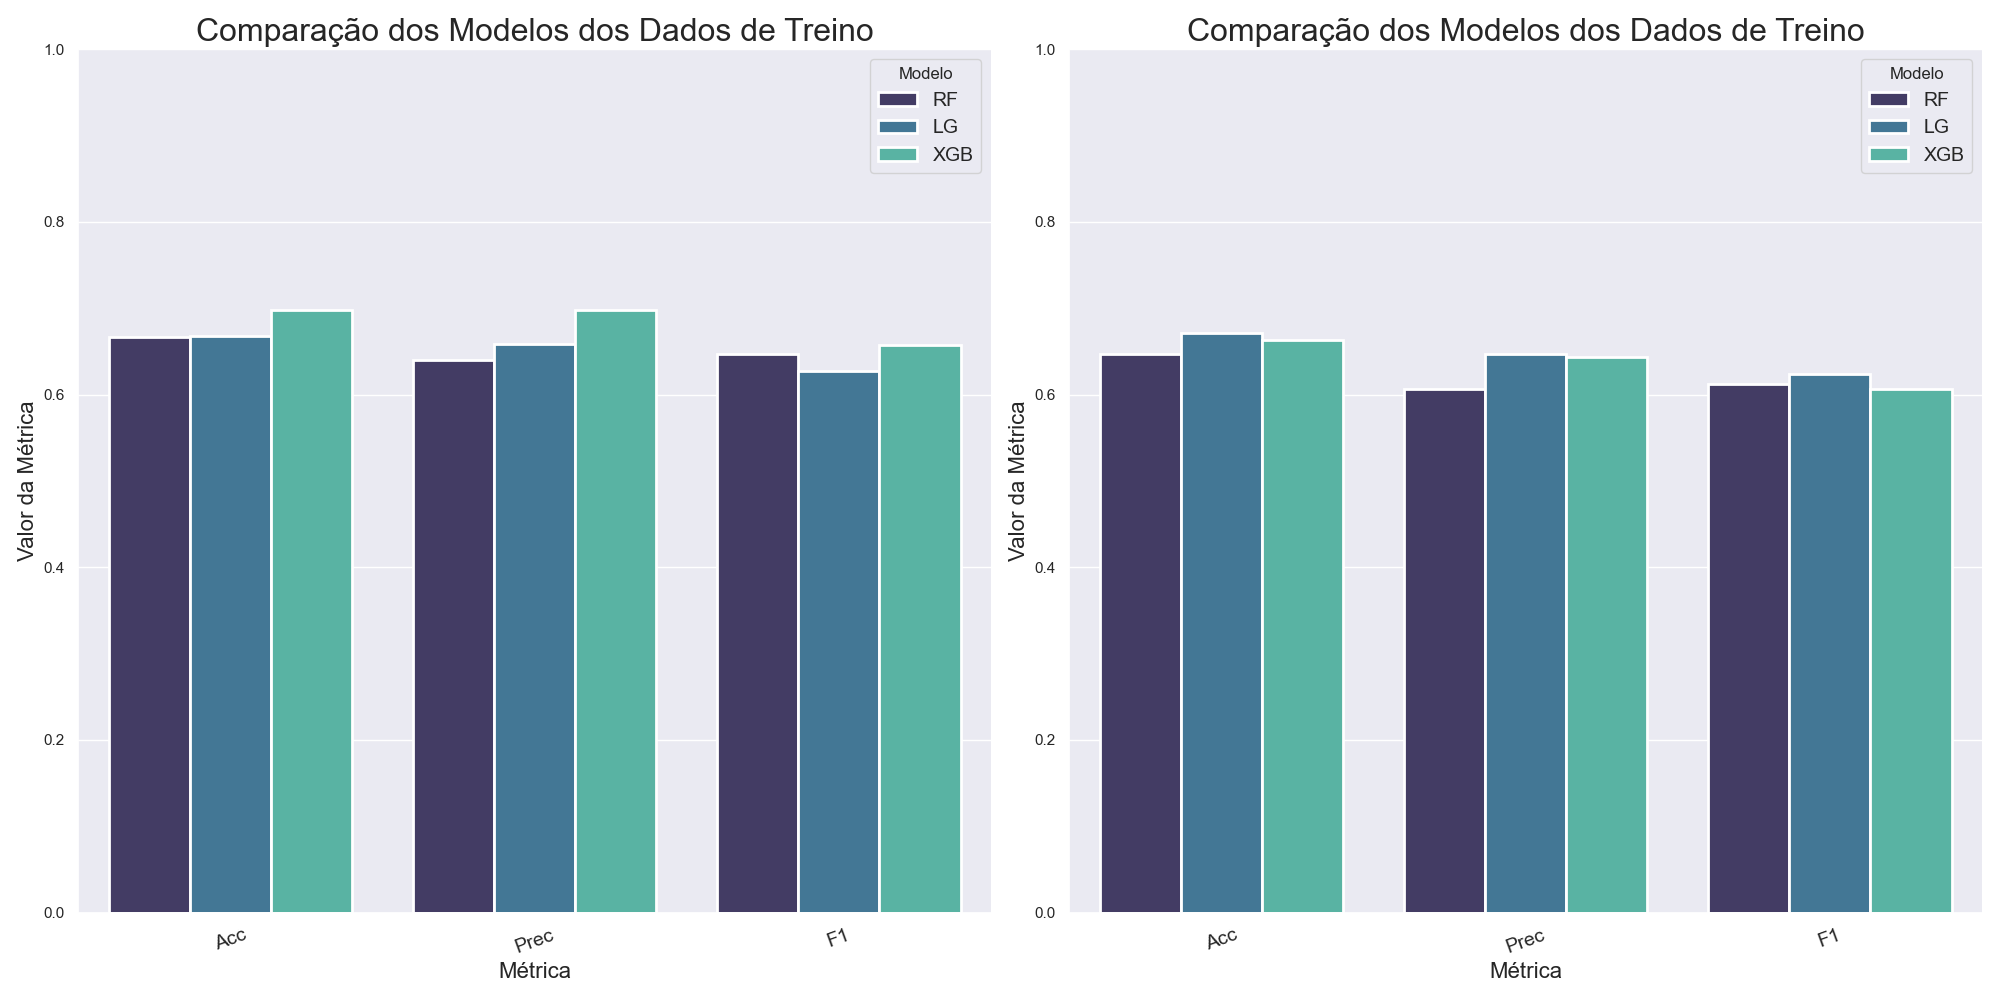 Comparação dos Modelos dos Dados de Treino
1.0
0.8
0.6
0.4
0.2
0.0
Valor da Métrica
Modelo
RF
LG
XGB
Acc
Prec
F1
Métrica
Comparação dos Modelos dos Dados de Treino
1.0
0.8
0.6
0.4
0.2
0.0
Valor da Métrica
Modelo
RF
LG
XGB
Acc
Prec
F1
Métrica